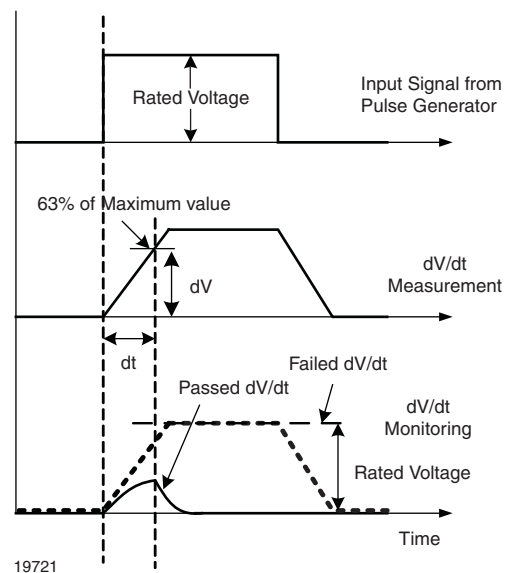 Input Signal from
Pulse Generator
Rated Voltage
63% of Maximum value
dV
dV/dt
Measurement
dt
Failed dV/dt
Passed dV/dt
dV/dt
Monitoring
Rated Voltage
Time
19721